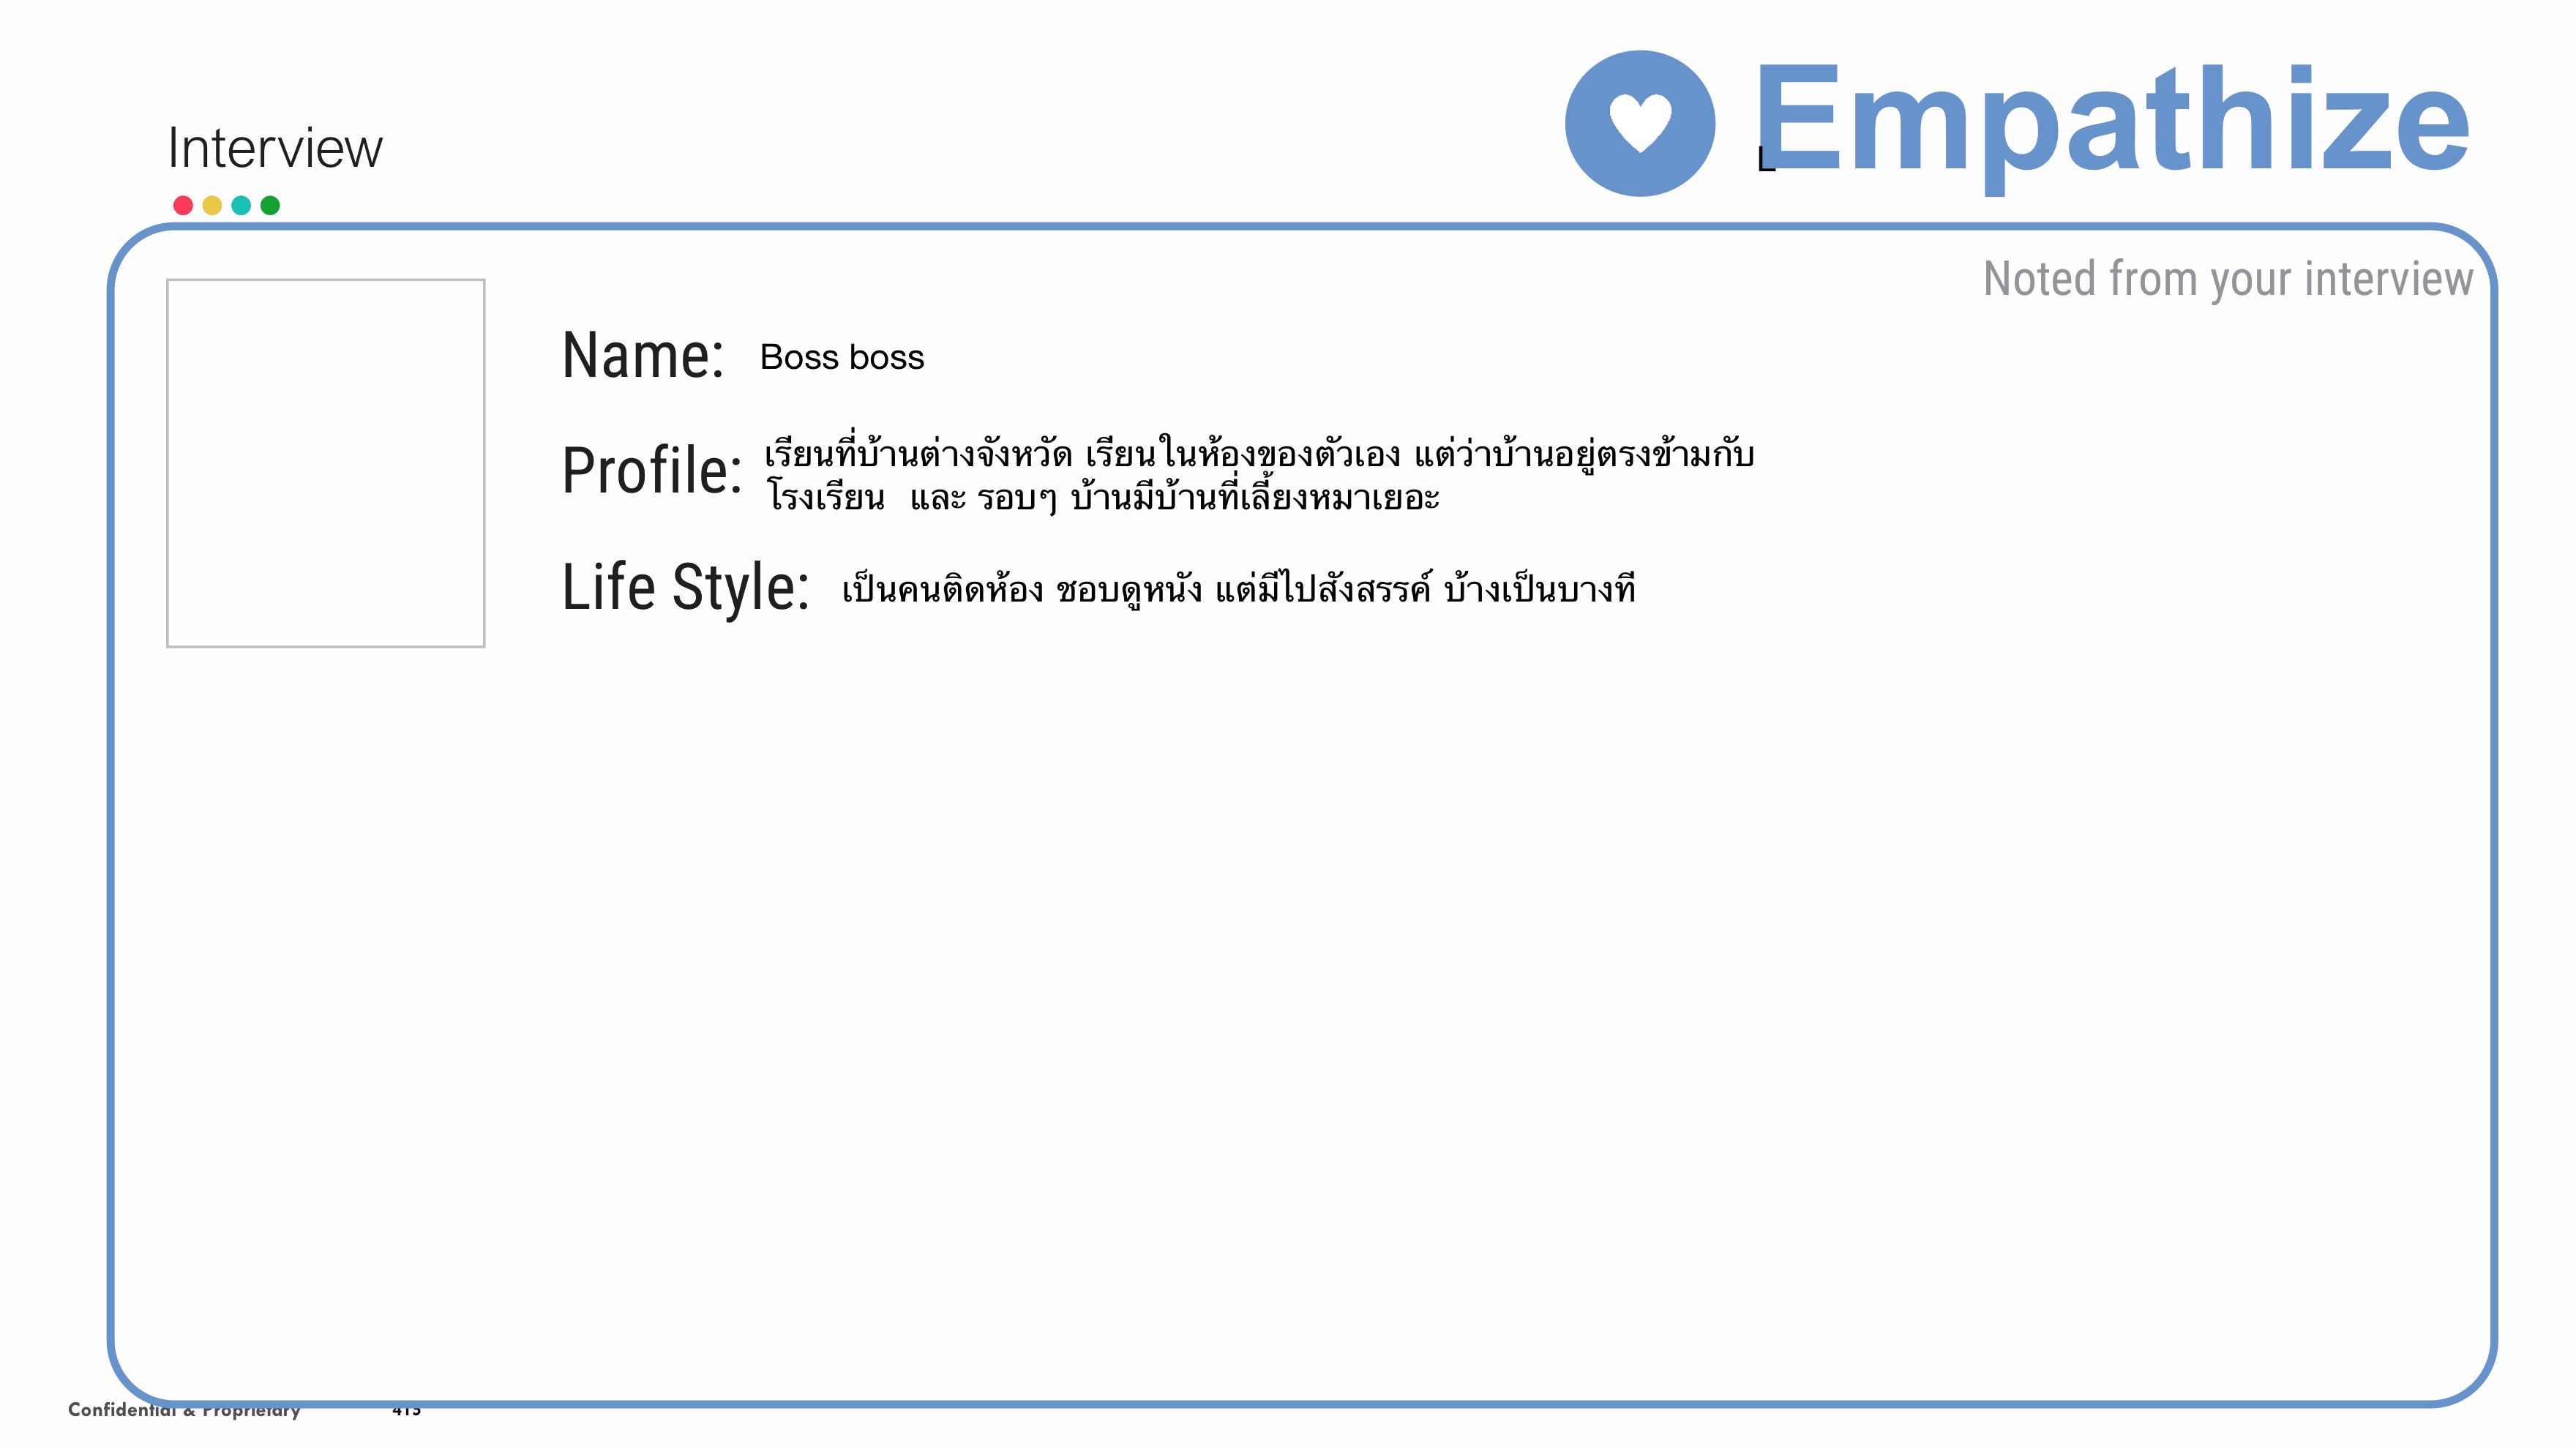 Interview
Empathize
Noted from your interview
Name: Boss boss
Profile: เรียนที่บ้านต่างจังหวัด เรียนในห้องของตัวเอง แต่ว่าบ้านอยู่ตรงข้ามกับ
โรงเรียน และ รอบๆ บ้านมีบ้านที่เลี้ยงหมาเยอะ
Life Style: เป็นคนติดห้อง ชอบดูหนัง แต่มีไปสังสรรค์ บ้างเป็นบางที
Confidential & Proprietary